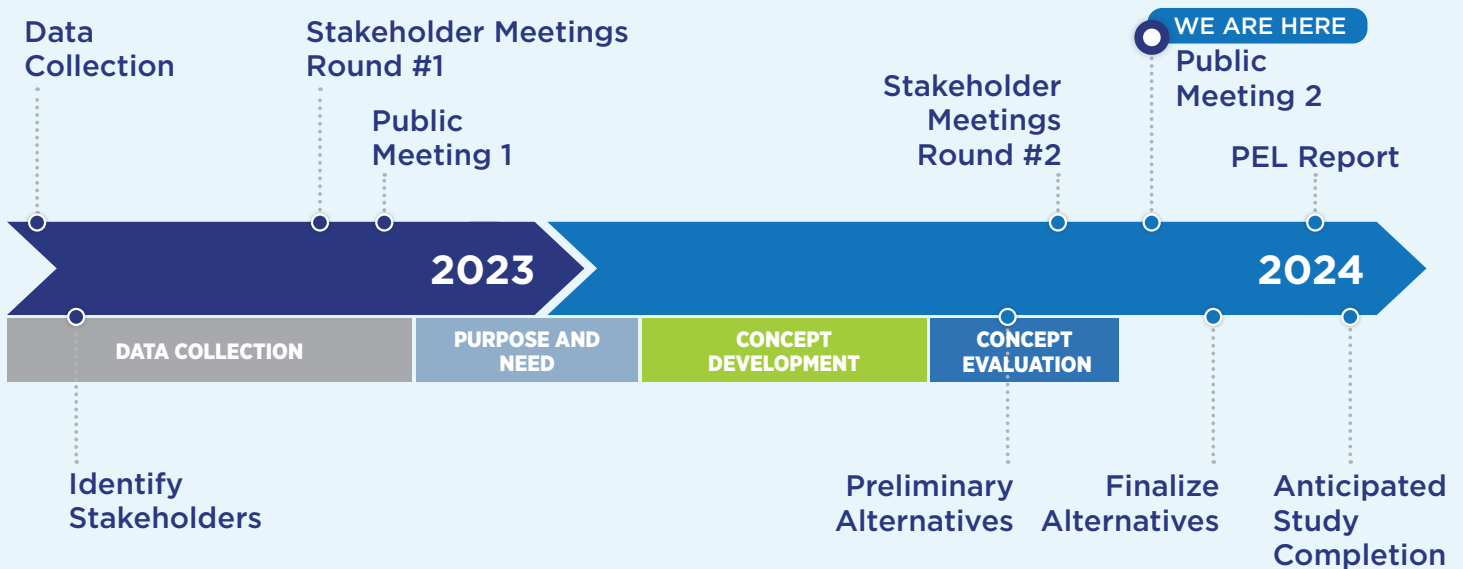 Data
Collection
Stakeholder Meetings
Round #1
Public
Meeting 1
Stakeholder
Meetings
Round #2
WE ARE HERE
Public
Meeting 2
PEL Report
2023
2024
DATA COLLECTION
PURPOSE AND
NEED
CONCEPT
DEVELOPMENT
CONCEPT
EVALUATION
Identify
Stakeholders
Preliminary
Alternatives
Finalize
Alternatives
Anticipated
Study
Completion